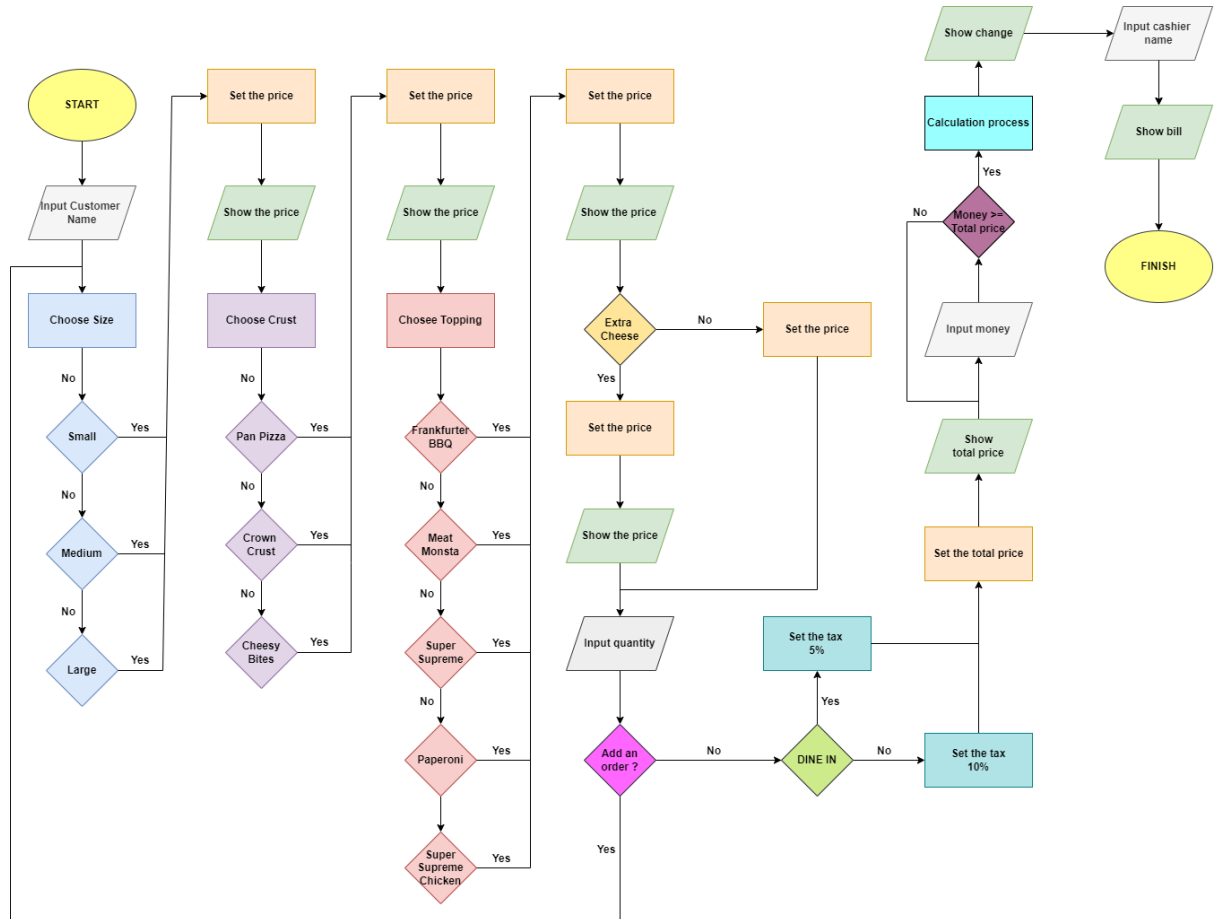 START
Input Customer
Name
Choose Size
No
Small
Yes
No
Medium
Yes
No
Large
Yes
Set the price
Show the price
Choose Crust
No
Pan Pizza
Yes
No
Crown
Crust
Yes
No
Cheesy
Bites
Yes
Set the price
Show the price
Chosee Topping
No
Frankfurter
BBQ
Yes
No
Meat
Monsta
Yes
No
Super
Supreme
Yes
No
Paperoni
Yes
Super
Supreme
Chicken
Yes
Set the price
Show the price
Extra
Cheese
No
Set the price
Yes
Set the price
Show the price
Input quantity
Add an
order ?
Yes
No
DINE IN
Yes
Set the tax
5%
No
Set the tax
10%
Set the total price
Show
total price
Input money
Money >=
Total price
No
Yes
Calculation process
Show change
Input cashier
name
Show bill
FINISH